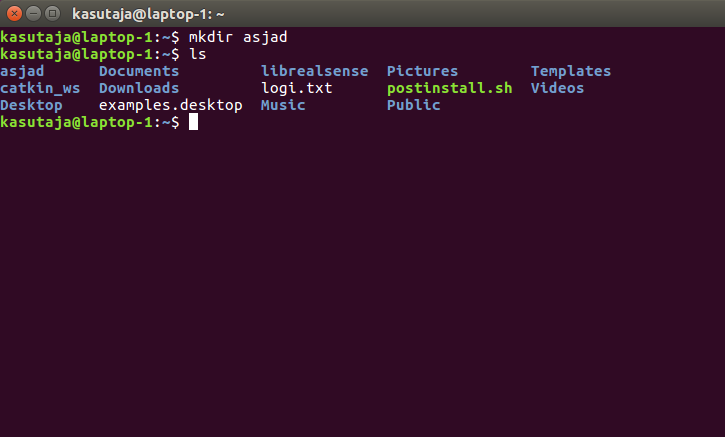 kasutaja@laptop-1: ~
kasutaja@laptop-1:~$ mkdir asjad
kasutaja@laptop-1:~$ ls
asjad      Documents         librealsense  Pictures        Templates
catkin_ws  Downloads         logi.txt      postinstall.sh  Videos
Desktop    examples.desktop  Music         Public
kasutaja@laptop-1:~$